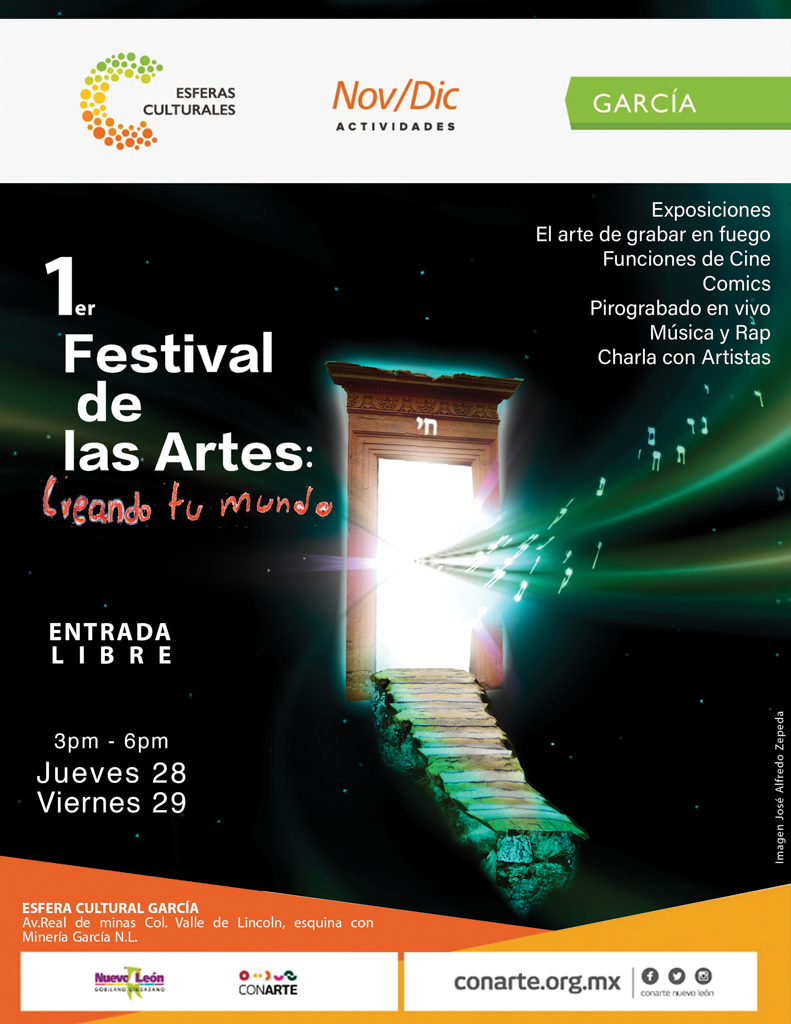 ESFERAS
CULTURALES
Nov/Dic
ACTIVIDADES
GARCÍA
Exposiciones
El arte de grabar en fuego
Funciones de Cine
Comics
Pirograbado en vivo
Música y Rap
Charla con Artistas
1er
Festival
de
las Artes:
Creando tu mundo
חי
ENTRADA
LIBRE
3pm - 6pm
Jueves 28
Viernes 29
Imagen José Alfredo Zepeda
ESFERA CULTURAL GARCÍA
Av.Real de minas Col. Valle de Lincoln, esquina con
Minería García N.L.
Nuevo León
GOBIERNO CIUDADANO
CONARTE
conarte.org.mx
conarte nuevo león